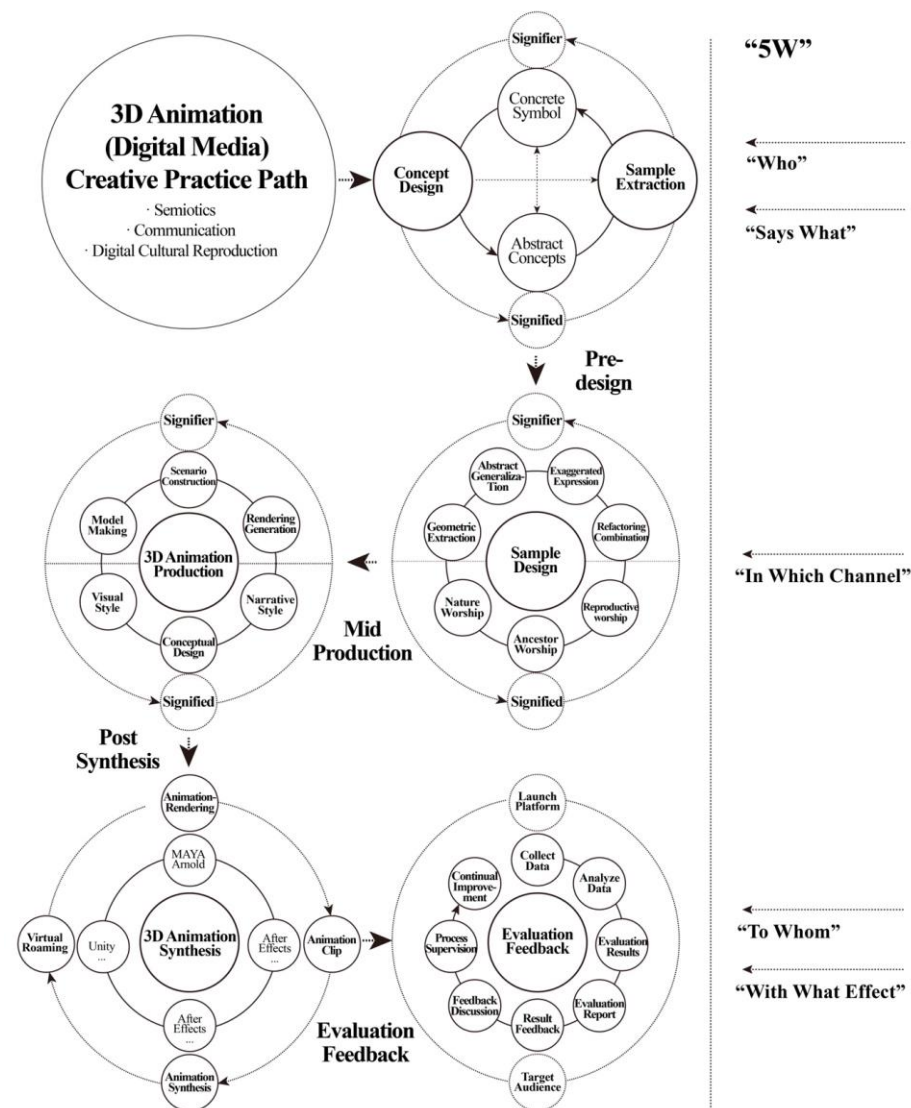 3D Animation
(Digital Media)
Creative Practice Path
· Semiotics
· Communication
· Digital Cultural Reproduction
Signifier
Concrete
Symbol
Concept
Design
Sample
Extraction
Abstract
Concepts
Signified
“5W”
“Who”
“Says What”
Pre-
design
Signifier
Scenario
Construction
Model
Making
Rendering
Generation
3D Animation
Production
Visual
Style
Narrative
Style
Conceptual
Design
Signified
Mid
Production
Signifier
Abstract
Generaliza-
tion
Exaggerated
Expression
Geometric
Extraction
Refactoring
Combination
Sample
Design
Nature
Worship
Reproductive
worship
Ancestor
Worship
Signified
“In Which Channel”
Post
Synthesis
Animation-
Rendering
MAYA
Arnold
Virtual
Roaming
Unity
...
3D Animation
Synthesis
After
Effects
...
Animation
Clip
After
Effects
...
Animation
Synthesis
Evaluation
Feedback
Launch
Platform
Collect
Data
Continual
Improve-
ment
Analyze
Data
Process
Supervision
Evaluation
Feedback
Evaluation
Results
Feedback
Discussion
Evaluation
Report
Result
Feedback
Target
Audience
“To Whom”
“With What Effect”